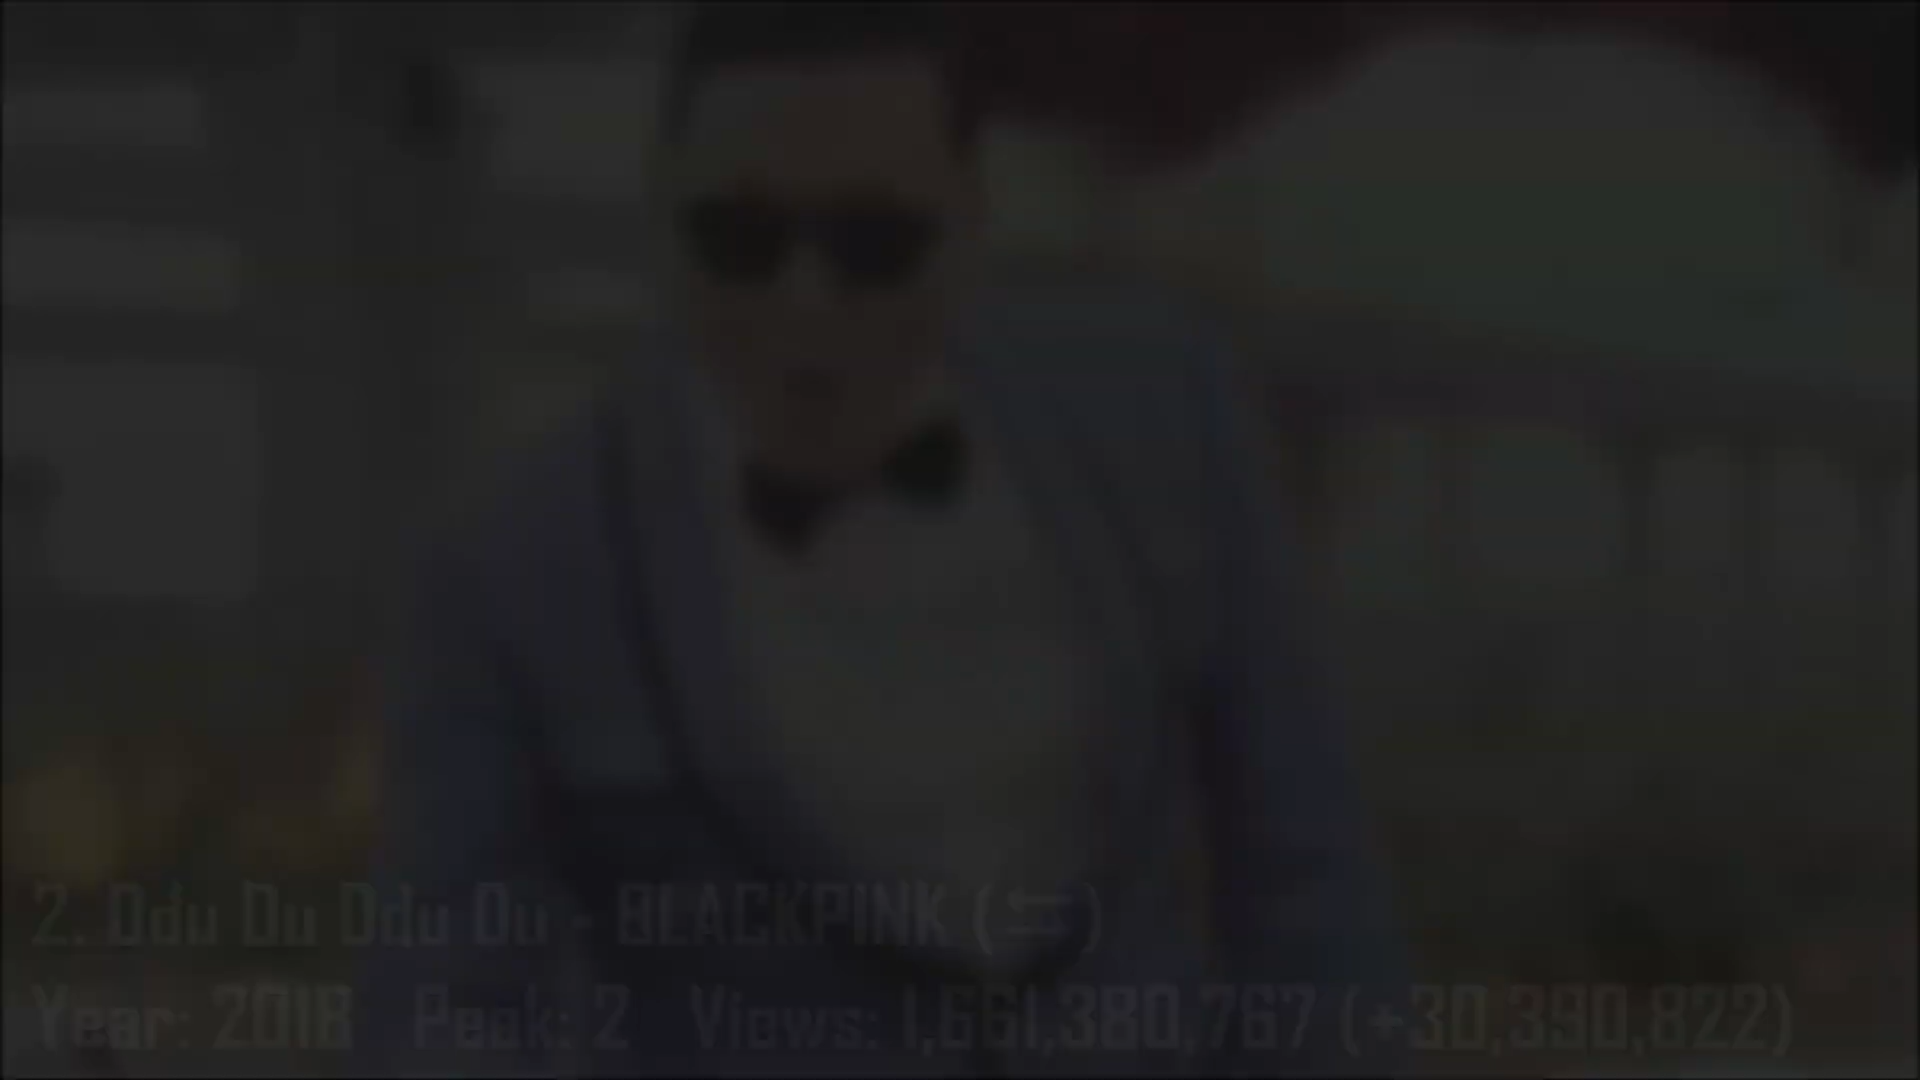 2. Ddu Du Ddu Du - BLACKPINK (⇆)
Year: 2018 Peak: 2 Views: 1,661,380,767 (+30,390,822)